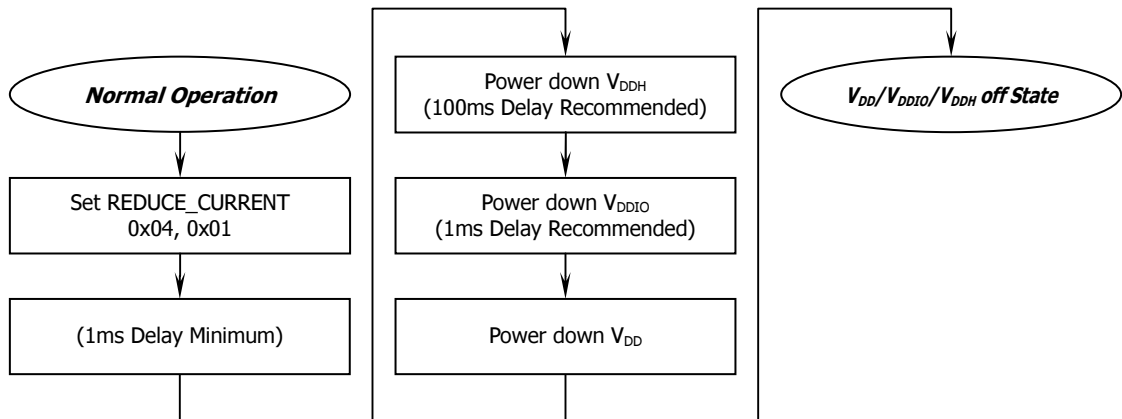 Normal Operation
Set REDUCE_CURRENT
0x04, 0x01
(1ms Delay Minimum)
Power down VDDH
(100ms Delay Recommended)
Power down VDDIO
(1ms Delay Recommended)
Power down VDD
VDD/VDDIO/VDDH off State